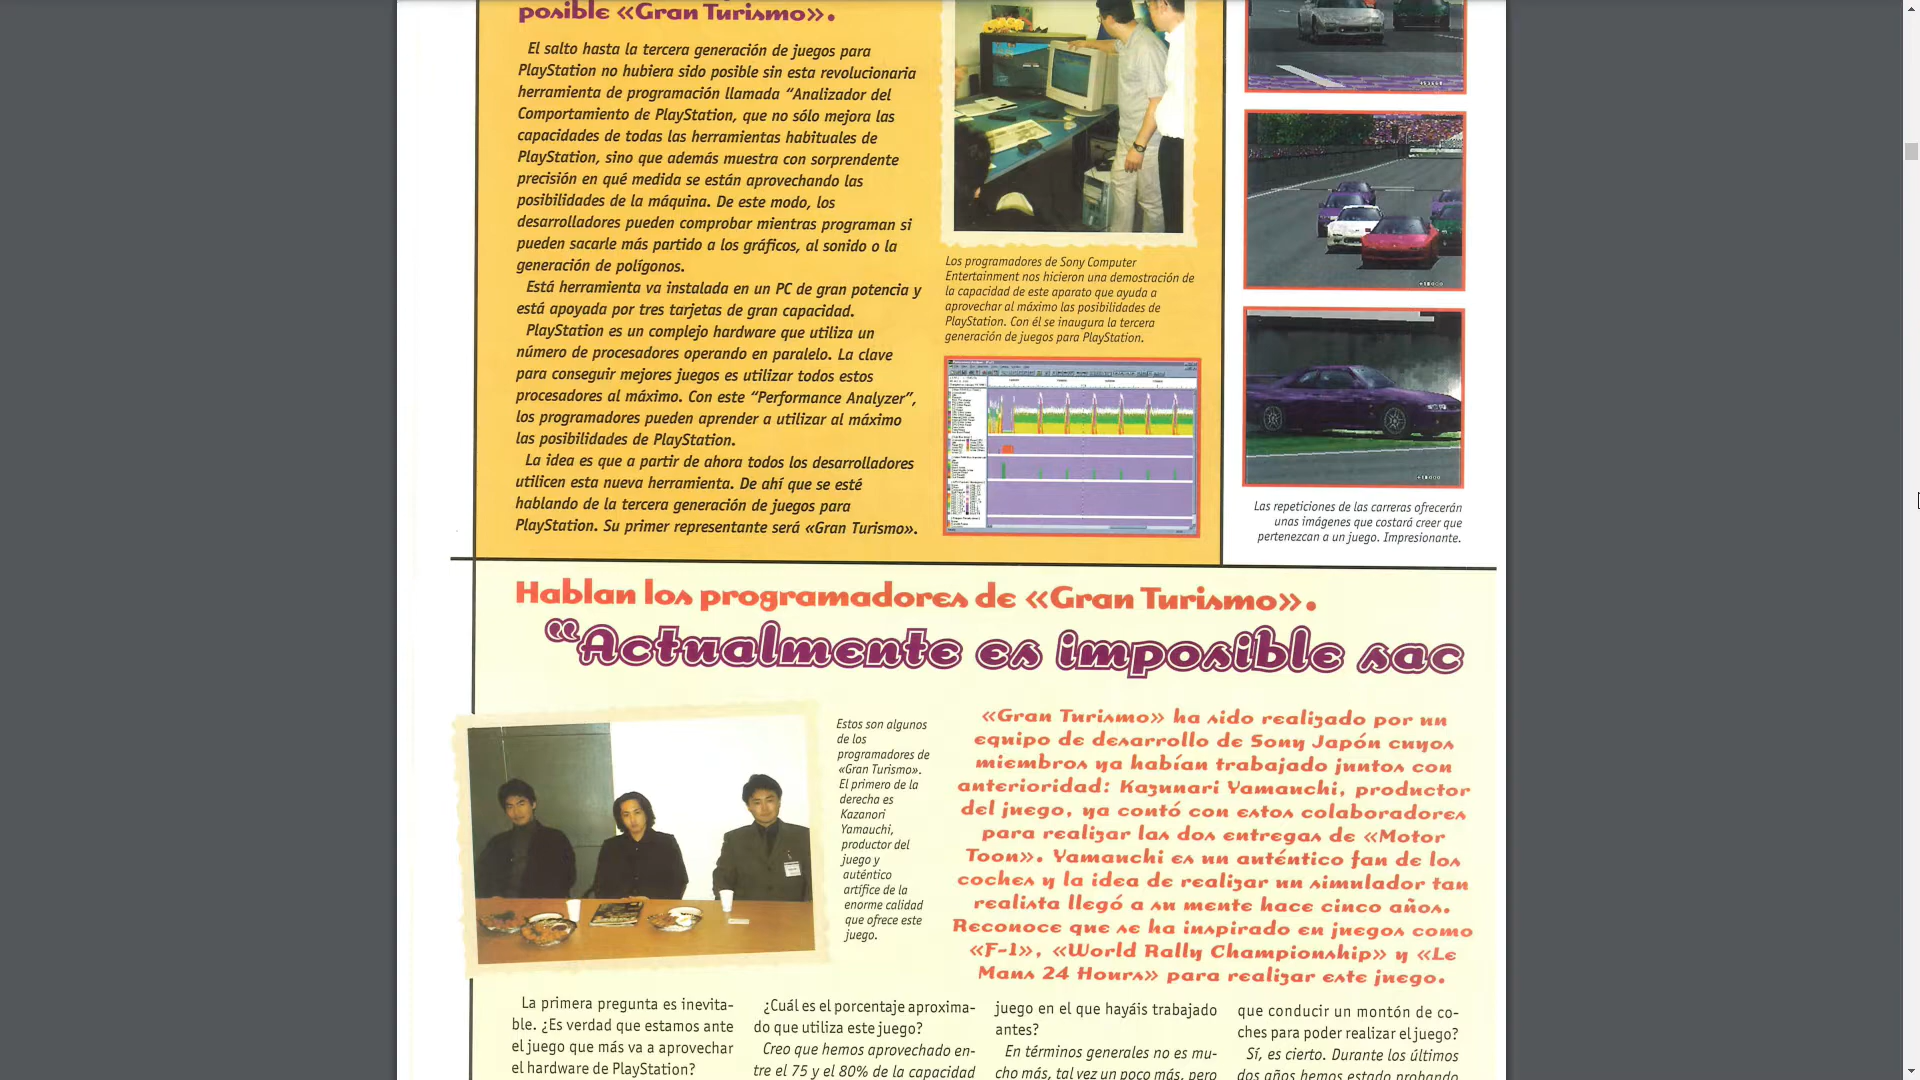 posible «Gran Turismo».
El salto hasta la tercera generación de juegos para
PlayStation no hubiera sido posible sin esta revolucionaria
herramienta de programación llamada “Analizador del
Comportamiento de PlayStation, que no sólo mejora las
capacidades de todas las herramientas habituales de
PlayStation, sino que además muestra con sorprendente
precisión en qué medida se están aprovechando las
posibilidades de la máquina. De este modo, los
desarrolladores pueden comprobar mientras programan si
pueden sacarle más partido a los gráficos, al sonido o la
generación de polígonos.
Está herramienta va instalada en un PC de gran potencia y
está apoyada por tres tarjetas de gran capacidad.
PlayStation es un complejo hardware que utiliza un
número de procesadores operando en paralelo. La clave
para conseguir mejores juegos es utilizar todos estos
procesadores al máximo. Con este “Performance Analyzer”,
los programadores pueden aprender a utilizar al máximo
las posibilidades de PlayStation.
La idea es que a partir de ahora todos los desarrolladores
utilicen esta nueva herramienta. De ahí que se esté
hablando de la tercera generación de juegos para
PlayStation. Su primer representante será «Gran Turismo».
Los programadores de Sony Computer
Entertainment nos hicieron una demostración de
la capacidad de este aparato que ayuda a
aprovechar al máximo las posibilidades de
PlayStation. Con él se inaugura la tercera
generación de juegos para PlayStation.
Las repeticiones de las carreras ofrecerán
unas imágenes que costará creer que
pertenezcan a un juego. Impresionante.
Hablan los programadores de «Gran Turismo».
“Actualmente es imposible sac
Estos son algunos
de los
programadores de
«Gran Turismo».
El primero de la
derecha es
Kazanori
Yamauchi,
productor del
juego y
auténtico
artífice de la
enorme calidad
que ofrece este
juego.
«Gran Turismo» ha sido realizado por un
equipo de desarrollo de Sony Japón cuyos
miembros ya habían trabajado juntos con
anterioridad: Kazunari Yamauchi, productor
del juego, ya contó con estos colaboradores
para realizar las dos entregas de «Motor
Toon». Yamauchi es un auténtico fan de los
coches y la idea de realizar un simulador tan
realista llegó a su mente hace cinco años.
Reconoce que se ha inspirado en juegos como
«F-1», «World Rally Championship» y «Le
Mans 24 Hours» para realizar este juego.
La primera pregunta es inevita-
ble. ¿Es verdad que estamos ante
el juego que más va a aprovechar
el hardware de PlayStation?
¿Cuál es el porcentaje aproxima-
do que utiliza este juego?
Creo que hemos aprovechado en-
tre el 75 y el 80% de la capacidad
juego en el que hayáis trabajado
antes?
En términos generales no es mu-
cho más, tal vez un poco más, pero
que conducir un montón de co-
ches para poder realizar el juego?
Sí, es cierto. Durante los últimos
dos años hemos estado probando